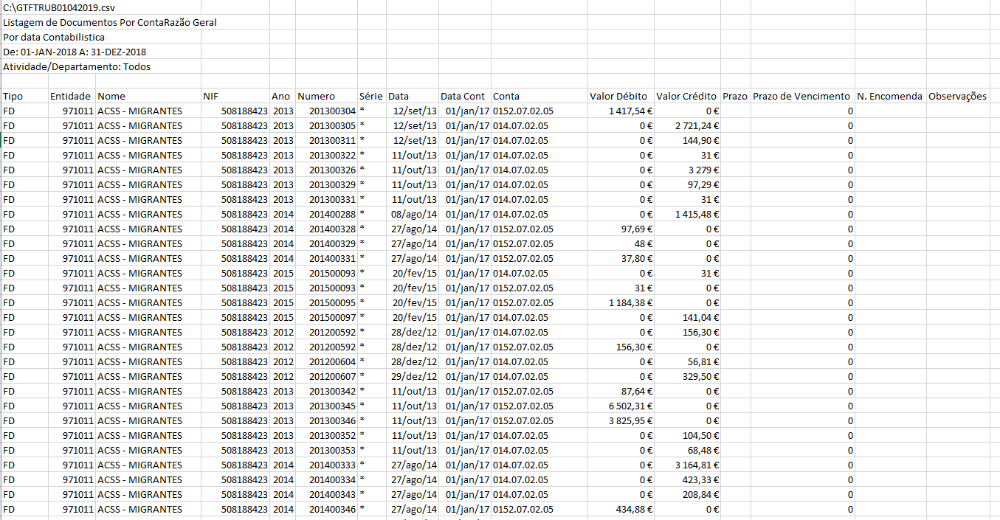 C:\GTFTRUB01042019.csv
Listagem de Documentos Por ContaRazão Geral
Por data Contabilistica
De: 01-JAN-2018 A: 31-DEZ-2018
Atividade/Departamento: Todos
Tipo Entidade Nome NIF Ano Numero Série Data Data Cont Conta Valor Débito Valor Crédito Prazo Prazo de Vencimento N. Encomenda Observações
FD 971011 ACSS - MIGRANTES 508188423 2013 201300304 * 12/set/13 01/jan/17 0152.07.02.05 1 417,54 € 0 € 0
FD 971011 ACSS - MIGRANTES 508188423 2013 201300305 * 12/set/13 01/jan/17 014.07.02.05 0 € 2 721,24 € 0
FD 971011 ACSS - MIGRANTES 508188423 2013 201300311 * 12/set/13 01/jan/17 014.07.02.05 0 € 144,90 € 0
FD 971011 ACSS - MIGRANTES 508188423 2013 201300322 * 11/out/13 01/jan/17 014.07.02.05 0 € 31 € 0
FD 971011 ACSS - MIGRANTES 508188423 2013 201300326 * 11/out/13 01/jan/17 014.07.02.05 0 € 3 279 € 0
FD 971011 ACSS - MIGRANTES 508188423 2013 201300329 * 11/out/13 01/jan/17 014.07.02.05 0 € 97,29 € 0
FD 971011 ACSS - MIGRANTES 508188423 2013 201300331 * 11/out/13 01/jan/17 014.07.02.05 0 € 31 € 0
FD 971011 ACSS - MIGRANTES 508188423 2014 201400288 * 08/ago/14 01/jan/17 014.07.02.05 0 € 1 415,48 € 0
FD 971011 ACSS - MIGRANTES 508188423 2014 201400328 * 27/ago/14 01/jan/17 0152.07.02.05 97,69 € 0 € 0
FD 971011 ACSS - MIGRANTES 508188423 2014 201400329 * 27/ago/14 01/jan/17 0152.07.02.05 48 € 0 € 0
FD 971011 ACSS - MIGRANTES 508188423 2014 201400331 * 27/ago/14 01/jan/17 0152.07.02.05 37,80 € 0 € 0
FD 971011 ACSS - MIGRANTES 508188423 2015 201500093 * 20/fev/15 01/jan/17 014.07.02.05 0 € 31 € 0
FD 971011 ACSS - MIGRANTES 508188423 2015 201500093 * 20/fev/15 01/jan/17 0152.07.02.05 31 € 0 € 0
FD 971011 ACSS - MIGRANTES 508188423 2015 201500095 * 20/fev/15 01/jan/17 0152.07.02.05 1 184,38 € 0 € 0
FD 971011 ACSS - MIGRANTES 508188423 2015 201500097 * 20/fev/15 01/jan/17 014.07.02.05 0 € 141,04 € 0
FD 971011 ACSS - MIGRANTES 508188423 2012 201200592 * 28/dez/12 01/jan/17 014.07.02.05 0 € 156,30 € 0
FD 971011 ACSS - MIGRANTES 508188423 2012 201200592 * 28/dez/12 01/jan/17 0152.07.02.05 156,30 € 0 € 0
FD 971011 ACSS - MIGRANTES 508188423 2012 201200604 * 28/dez/12 01/jan/17 014.07.02.05 0 € 56,81 € 0
FD 971011 ACSS - MIGRANTES 508188423 2012 201200607 * 29/dez/12 01/jan/17 014.07.02.05 0 € 329,50 € 0
FD 971011 ACSS - MIGRANTES 508188423 2013 201300342 * 11/out/13 01/jan/17 0152.07.02.05 87,64 € 0 € 0
FD 971011 ACSS - MIGRANTES 508188423 2013 201300345 * 11/out/13 01/jan/17 0152.07.02.05 6 502,31 € 0 € 0
FD 971011 ACSS - MIGRANTES 508188423 2013 201300346 * 11/out/13 01/jan/17 0152.07.02.05 3 825,95 € 0 € 0
FD 971011 ACSS - MIGRANTES 508188423 2013 201300352 * 11/out/13 01/jan/17 014.07.02.05 0 € 104,50 € 0
FD 971011 ACSS - MIGRANTES 508188423 2013 201300353 * 11/out/13 01/jan/17 014.07.02.05 0 € 68,48 € 0
FD 971011 ACSS - MIGRANTES 508188423 2014 201400333 * 27/ago/14 01/jan/17 014.07.02.05 0 € 3 164,81 € 0
FD 971011 ACSS - MIGRANTES 508188423 2014 201400334 * 27/ago/14 01/jan/17 014.07.02.05 0 € 423,33 € 0
FD 971011 ACSS - MIGRANTES 508188423 2014 201400343 * 27/ago/14 01/jan/17 014.07.02.05 0 € 208,84 € 0
FD 971011 ACSS - MIGRANTES 508188423 2014 201400346 * 27/ago/14 01/jan/17 0152.07.02.05 434,88 € 0 € 0